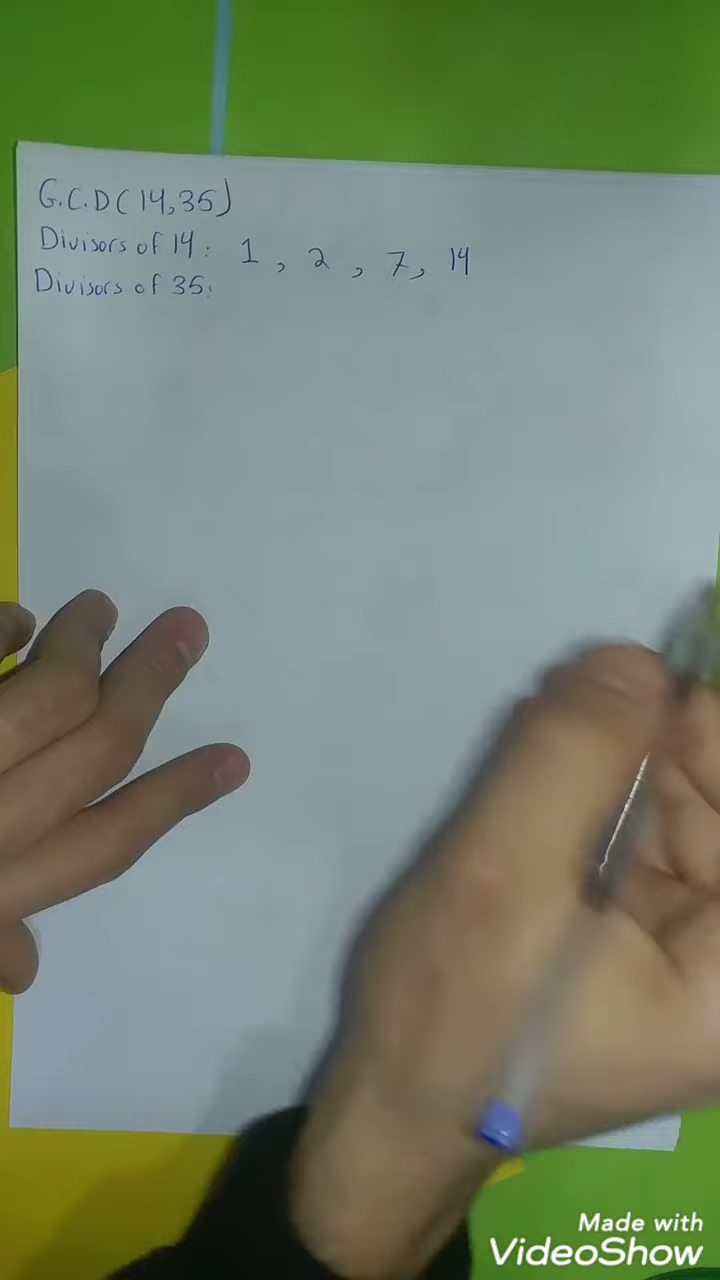 G.C.D(14,35)
Divisors of 14: 1, 2, 7, 14
Divisors of 35:
Made with
VideoShow